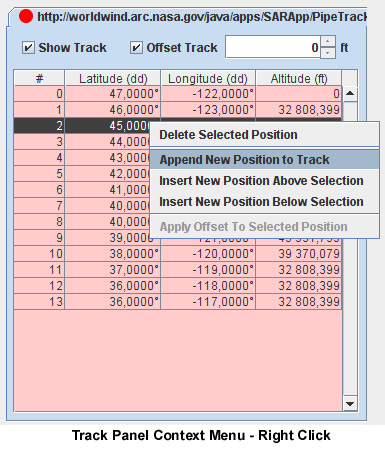 http://worldwind.arc.nasa.gov/java/apps/SARApp/PipeTrack
Show Track Offset Track 0 ft
# Latitude (dd) Longitude (dd) Altitude (ft)
0 47,0000° -122,0000° 0
1 46,0000° -123,0000° 32 808,399
2 45,0000°
3 44,0000°
4 43,0000°
5 42,0000°
6 41,0000°
7 40,0000°
8 40,0000°
9 39,0000°
10 38,0000° -120,0000° 39 370,079
11 37,0000° -119,0000° 32 808,399
12 36,0000° -118,0000° 32 808,399
13 36,0000° -117,0000° 32 808,399
Delete Selected Position
Append New Position to Track
Insert New Position Above Selection
Insert New Position Below Selection
Apply Offset To Selected Position
Track Panel Context Menu - Right Click